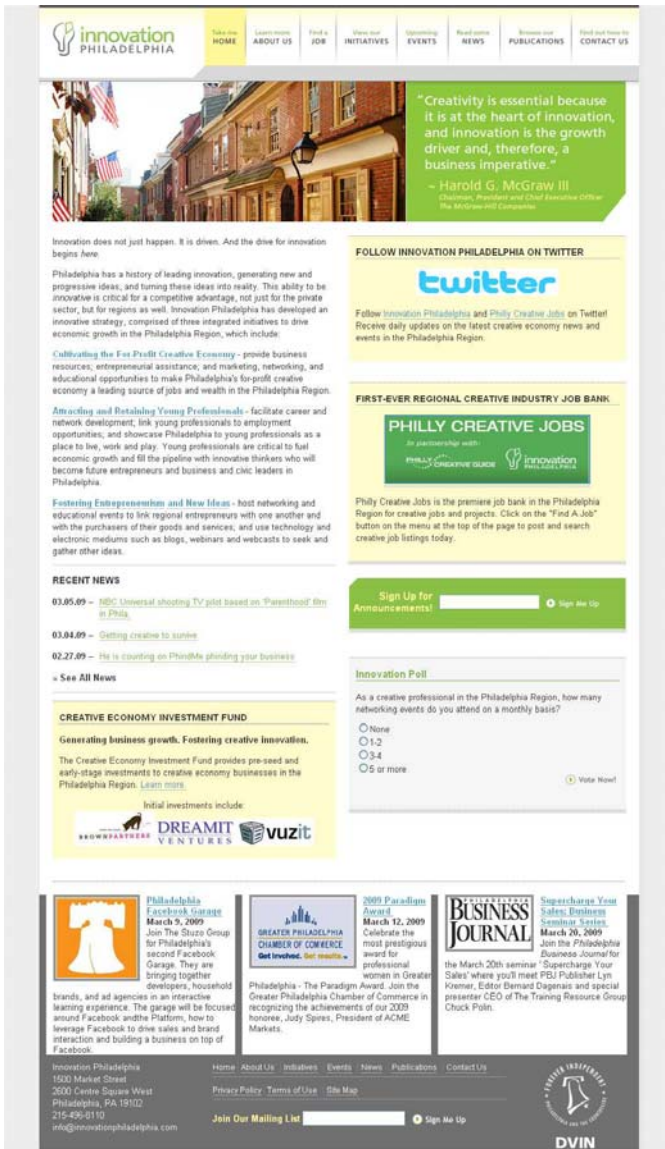 innovation
PHILADELPHIA
Take me
HOME
Learn more
ABOUT US
Find a
JOB
View our
INITIATIVES
Upcoming
EVENTS
Read some
NEWS
Browse our
PUBLICATIONS
Find out how to
CONTACT US
"Creativity is essential because
it is at the heart of innovation,
and innovation is the growth
driver and, therefore, a
business imperative."
~ Harold G. McGraw III
Chairman, President and Chief Executive Officer
The McGraw-Hill Companies
Innovation does not just happen. It is driven. And the drive for innovation
begins here.
Philadelphia has a history of leading innovation, generating new and
progressive ideas, and turning these ideas into reality. This ability to be
innovative is critical for a competitive advantage, not just for the private
sector, but for regions as well. Innovation Philadelphia has developed an
innovative strategy, comprised of three integrated initiatives to drive
economic growth in the Philadelphia Region, which include:
Cultivating the For-Profit Creative Economy - provide business
resources; entrepreneurial assistance; and marketing, networking, and
educational opportunities to make Philadelphia's for-profit creative
economy a leading source of jobs and wealth in the Philadelphia Region.
Attracting and Retaining Young Professionals - facilitate career and
network development; link young professionals to employment
opportunities; and showcase Philadelphia to young professionals as a
place to live, work and play. Young professionals are critical to fuel
economic growth and fill the pipeline with innovative thinkers who will
become future entrepreneurs and business and civic leaders in
Philadelphia.
Fostering Entrepreneurism and New Ideas - host networking and
educational events to link regional entrepreneurs with one another and
with the purchasers of their goods and services; and use technology and
electronic mediums such as blogs, webinars and webcasts to seek and
gather other ideas.
RECENT NEWS
03.05.09 – NBC Universal shooting TV pilot based on 'Parenthood' film
in Phila.
03.04.09 – Getting creative to survive
02.27.09 – He is counting on PhindMe phinding your business
» See All News
CREATIVE ECONOMY INVESTMENT FUND
Generating business growth. Fostering creative innovation.
The Creative Economy Investment Fund provides pre-seed and
early-stage investments to creative economy businesses in the
Philadelphia Region. Learn more.
Initial investments include:
BROWNPARTNERS
DREAMIT
VENTURES
vuzit
FOLLOW INNOVATION PHILADELPHIA ON TWITTER
twitter
Follow Innovation Philadelphia and Philly Creative Jobs on Twitter!
Receive daily updates on the latest creative economy news and
events in the Philadelphia Region.
FIRST-EVER REGIONAL CREATIVE INDUSTRY JOB BANK
PHILLY CREATIVE JOBS
In partnership with:
PHILLY CREATIVE GUIDE
innovation
PHILADELPHIA
Philly Creative Jobs is the premiere job bank in the Philadelphia
Region for creative jobs and projects. Click on the "Find A Job"
button on the menu at the top of the page to post and search
creative job listings today.
Sign Up for
Announcements!
Sign Me Up
Innovation Poll
As a creative professional in the Philadelphia Region, how many
networking events do you attend on a monthly basis?
None
1-2
3-4
5 or more
Vote Now!
Philadelphia
Facebook Garage
March 9, 2009
Join The Stuzo Group
for Philadelphia's
second Facebook
Garage. They are
bringing together
developers, household
brands, and ad agencies in an interactive
learning experience. The garage will be focused
around Facebook andthe Platform, how to
leverage Facebook to drive sales and brand
interaction and building a business on top of
Facebook.
GREATER PHILADELPHIA
CHAMBER OF COMMERCE
Get involved. Get results.
2009 Paradigm
Award
March 12, 2009
Celebrate the
most prestigious
award for
professional
women in Greater
Philadelphia - The Paradigm Award. Join the
Greater Philadelphia Chamber of Commerce in
recognizing the achievements of our 2009
honoree, Judy Spires, President of ACME
Markets.
PHILADELPHIA
BUSINESS
JOURNAL
Supercharge Your
Sales: Business
Seminar Series
March 20, 2009
Join the Philadelphia
Business Journal for
the March 20th seminar ' Supercharge Your
Sales' where you'll meet PBJ Publisher Lyn
Kremer, Editor Bernard Dagenais and special
presenter CEO of The Training Resource Group
Chuck Polin.
Innovation Philadelphia
1500 Market Street
2600 Centre Square West
Philadelphia, PA 19102
215-496-8110
info@innovationphiladelphia.com
Home About Us Initiatives Events News Publications Contact Us
Privacy Policy Terms of Use Site Map
Join Our Mailing List
Sign Me Up
FOREVER INDEPENDENT
DVIN